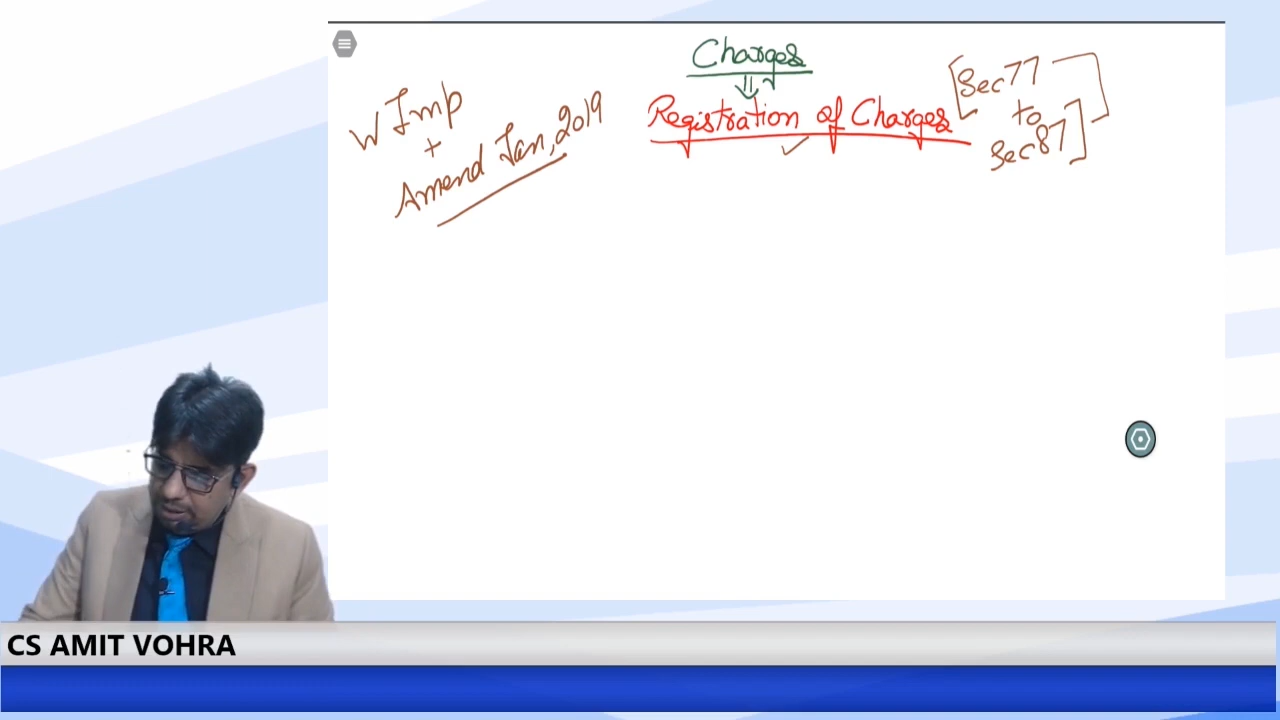 Charges
Registration of Charges
[Sec 77
to
Sec 87]
v Imp
+
Amend Jan, 2019
CS AMIT VOHRA